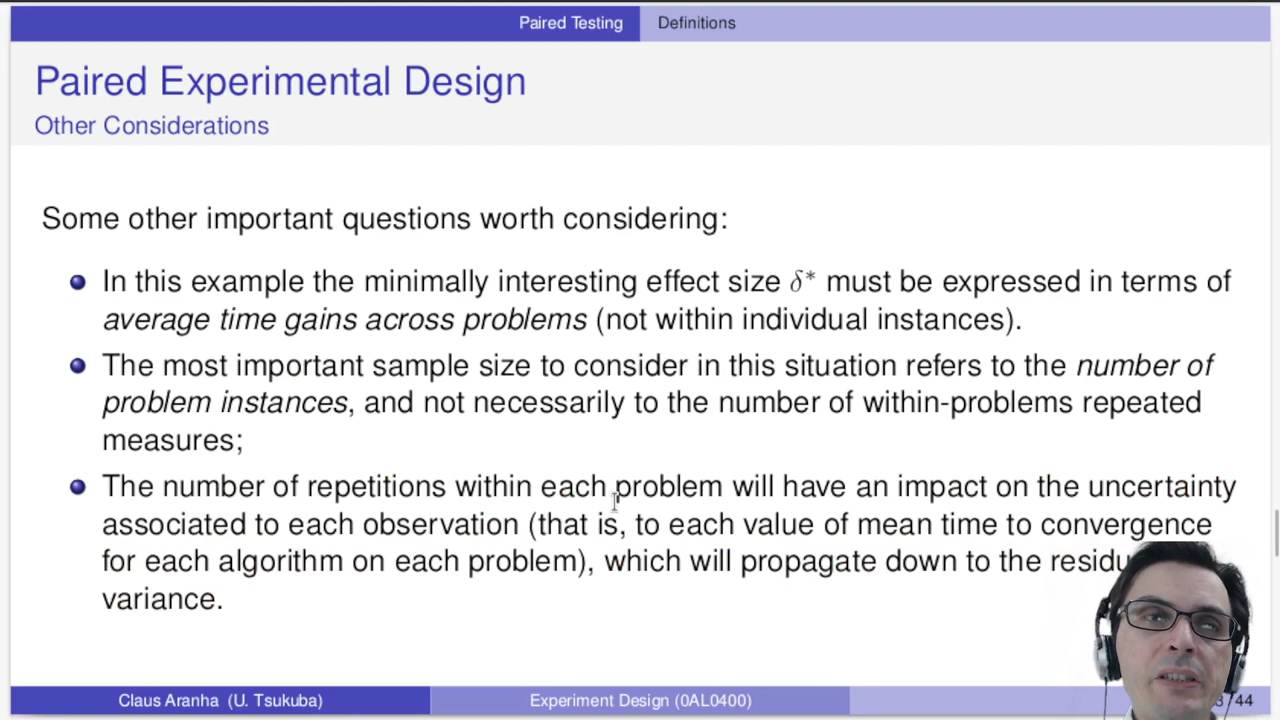 Paired Testing Definitions
Paired Experimental Design
Other Considerations
Some other important questions worth considering:
In this example the minimally interesting effect size δ* must be expressed in terms of
average time gains across problems (not within individual instances).
The most important sample size to consider in this situation refers to the number of
problem instances, and not necessarily to the number of within-problems repeated
measures;
The number of repetitions within each problem will have an impact on the uncertainty
associated to each observation (that is, to each value of mean time to convergence
for each algorithm on each problem), which will propagate down to the
variance.
Claus Aranha (U. Tsukuba) Experiment Design (0AL0400) /44